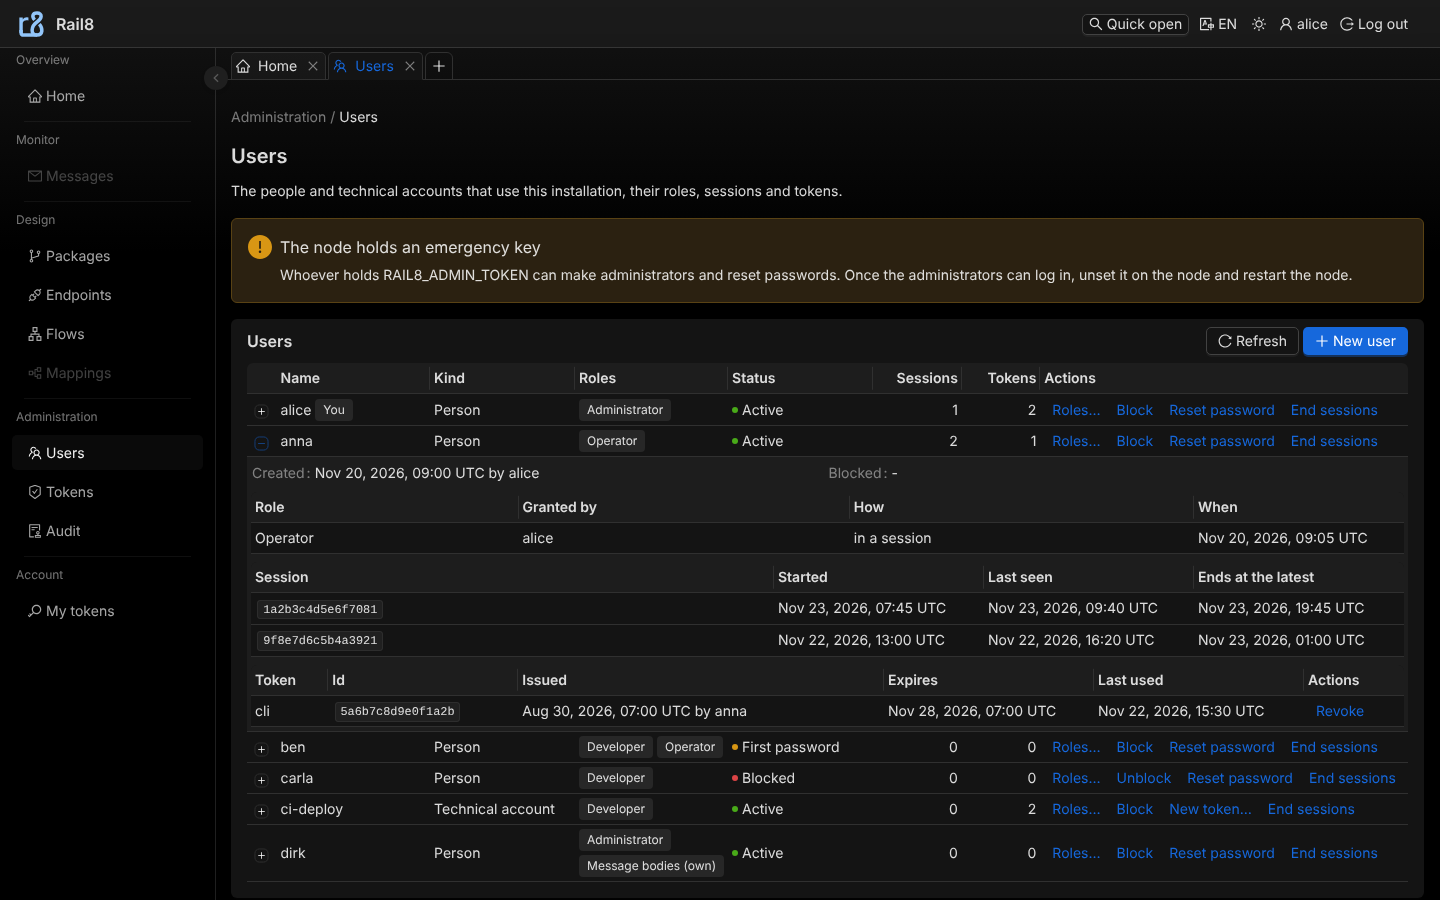 Rail8
Quick open
EN
alice
Log out
Overview
Home
Monitor
Messages
Design
Packages
Endpoints
Flows
Mappings
Administration
Users
Tokens
Audit
Account
My tokens
Home
Users
Administration / Users
Users
The people and technical accounts that use this installation, their roles, sessions and tokens.
The node holds an emergency key
Whoever holds RAIL8_ADMIN_TOKEN can make administrators and reset passwords. Once the administrators can log in, unset it on the node and restart the node.
Users
Refresh
New user
Name Kind Roles Status Sessions Tokens Actions
alice You Person Administrator Active 1 2 Roles... Block Reset password End sessions
anna Person Operator Active 2 1 Roles... Block Reset password End sessions
Created: Nov 20, 2026, 09:00 UTC by alice Blocked: -
Role Granted by How When
Operator alice in a session Nov 20, 2026, 09:05 UTC
Session Started Last seen Ends at the latest
1a2b3c4d5e6f7081 Nov 23, 2026, 07:45 UTC Nov 23, 2026, 09:40 UTC Nov 23, 2026, 19:45 UTC
9f8e7d6c5b4a3921 Nov 22, 2026, 13:00 UTC Nov 22, 2026, 16:20 UTC Nov 23, 2026, 01:00 UTC
Token Id Issued Expires Last used Actions
cli 5a6b7c8d9e0f1a2b Aug 30, 2026, 07:00 UTC by anna Nov 28, 2026, 07:00 UTC Nov 22, 2026, 15:30 UTC Revoke
ben Person Developer Operator First password 0 0 Roles... Block Reset password End sessions
carla Person Developer Blocked 0 0 Roles... Unblock Reset password End sessions
ci-deploy Technical account Developer Active 0 2 Roles... Block New token... End sessions
dirk Person Administrator Message bodies (own) Active 0 0 Roles... Block Reset password End sessions